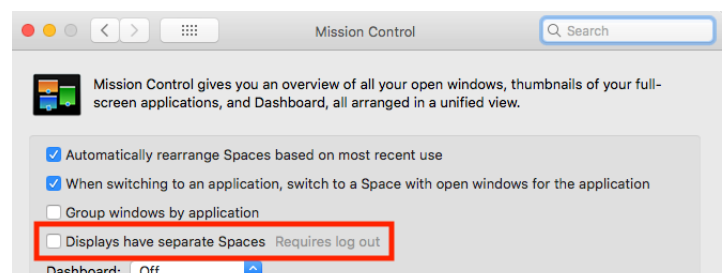 Mission Control
Search
Mission Control gives you an overview of all your open windows, thumbnails of your full-
screen applications, and Dashboard, all arranged in a unified view.
Automatically rearrange Spaces based on most recent use
When switching to an application, switch to a Space with open windows for the application
Group windows by application
Displays have separate Spaces Requires log out
Dashboard: Off